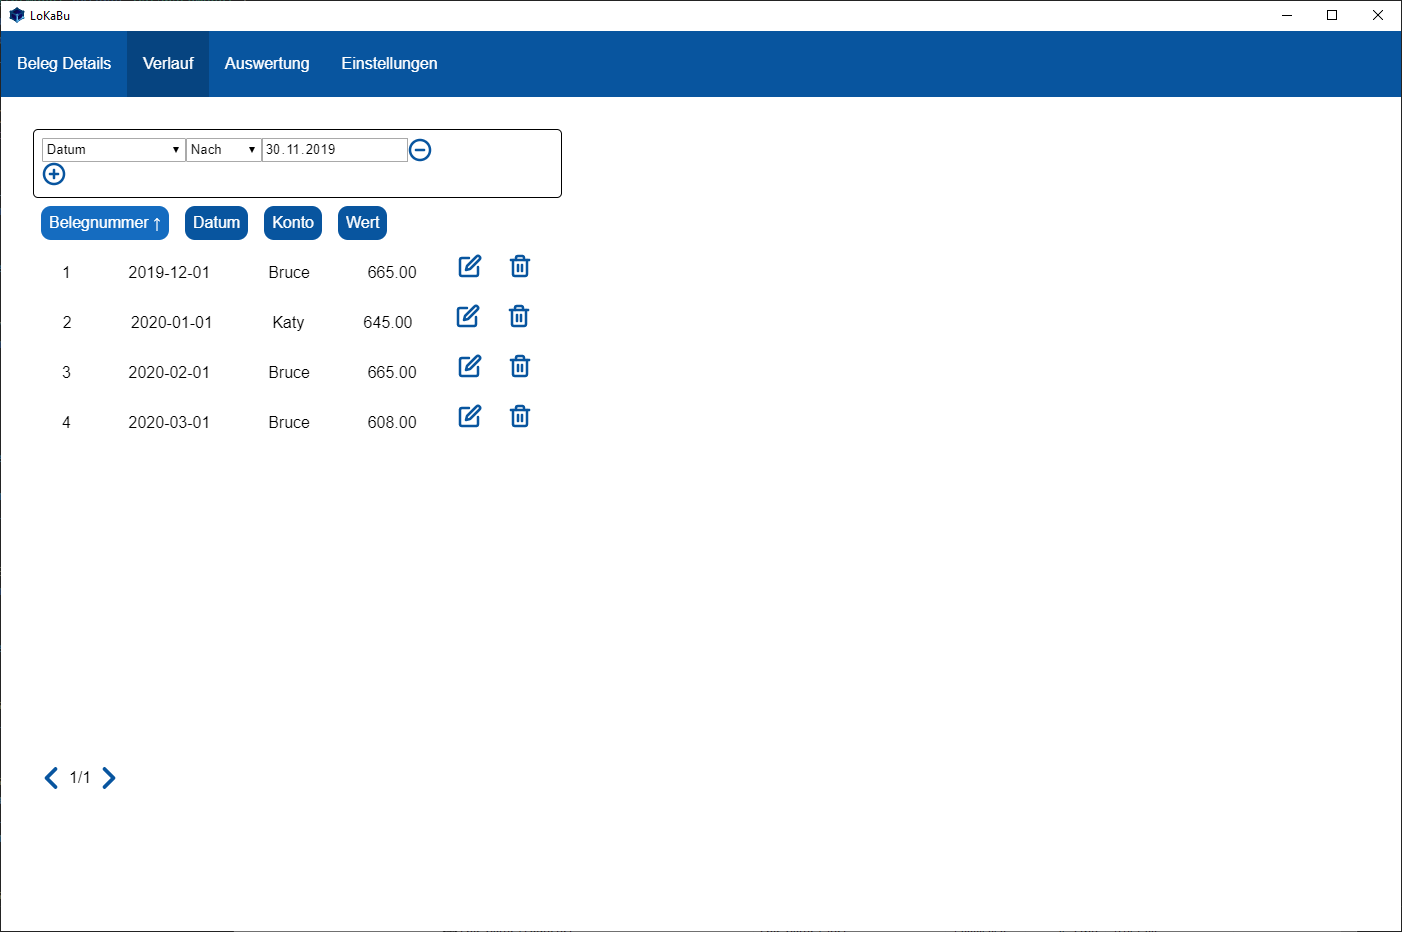 LoKaBu
Beleg Details Verlauf Auswertung Einstellungen
Datum Nach 30.11.2019
Belegnummer ↑ Datum Konto Wert
1 2019-12-01 Bruce 665.00
2 2020-01-01 Katy 645.00
3 2020-02-01 Bruce 665.00
4 2020-03-01 Bruce 608.00
1/1